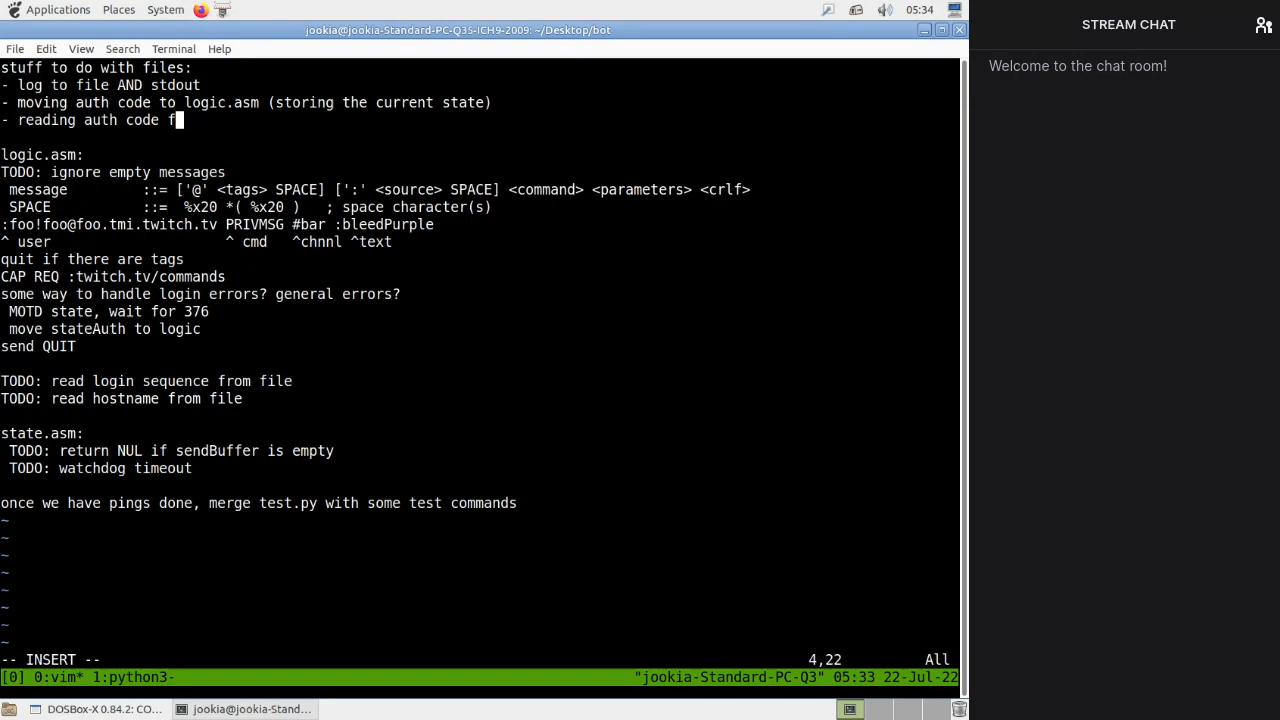 Applications Places System 05:34
jookia@jookia-Standard-PC-Q35-ICH9-2009: ~/Desktop/bot
File Edit View Search Terminal Help
stuff to do with files:
- log to file AND stdout
- moving auth code to logic.asm (storing the current state)
- reading auth code f
logic.asm:
TODO: ignore empty messages
message ::= ['@' <tags> SPACE] [':' <source> SPACE] <command> <parameters> <crlf>
SPACE ::= %x20 *( %x20 ) ; space character(s)
:foo!foo@foo.tmi.twitch.tv PRIVMSG #bar :bleedPurple
^ user ^ cmd ^chnnl ^text
quit if there are tags
CAP REQ :twitch.tv/commands
some way to handle login errors? general errors?
MOTD state, wait for 376
move stateAuth to logic
send QUIT
TODO: read login sequence from file
TODO: read hostname from file
state.asm:
TODO: return NUL if sendBuffer is empty
TODO: watchdog timeout
once we have pings done, merge test.py with some test commands
~
~
~
~
~
~
~
~
-- INSERT -- 4,22 All
[0] 0:vim* 1:python3- "jookia-Standard-PC-Q3" 05:33 22-Jul-22
DOSBox-X 0.84.2: CO... jookia@jookia-Stand...
STREAM CHAT
Welcome to the chat room!